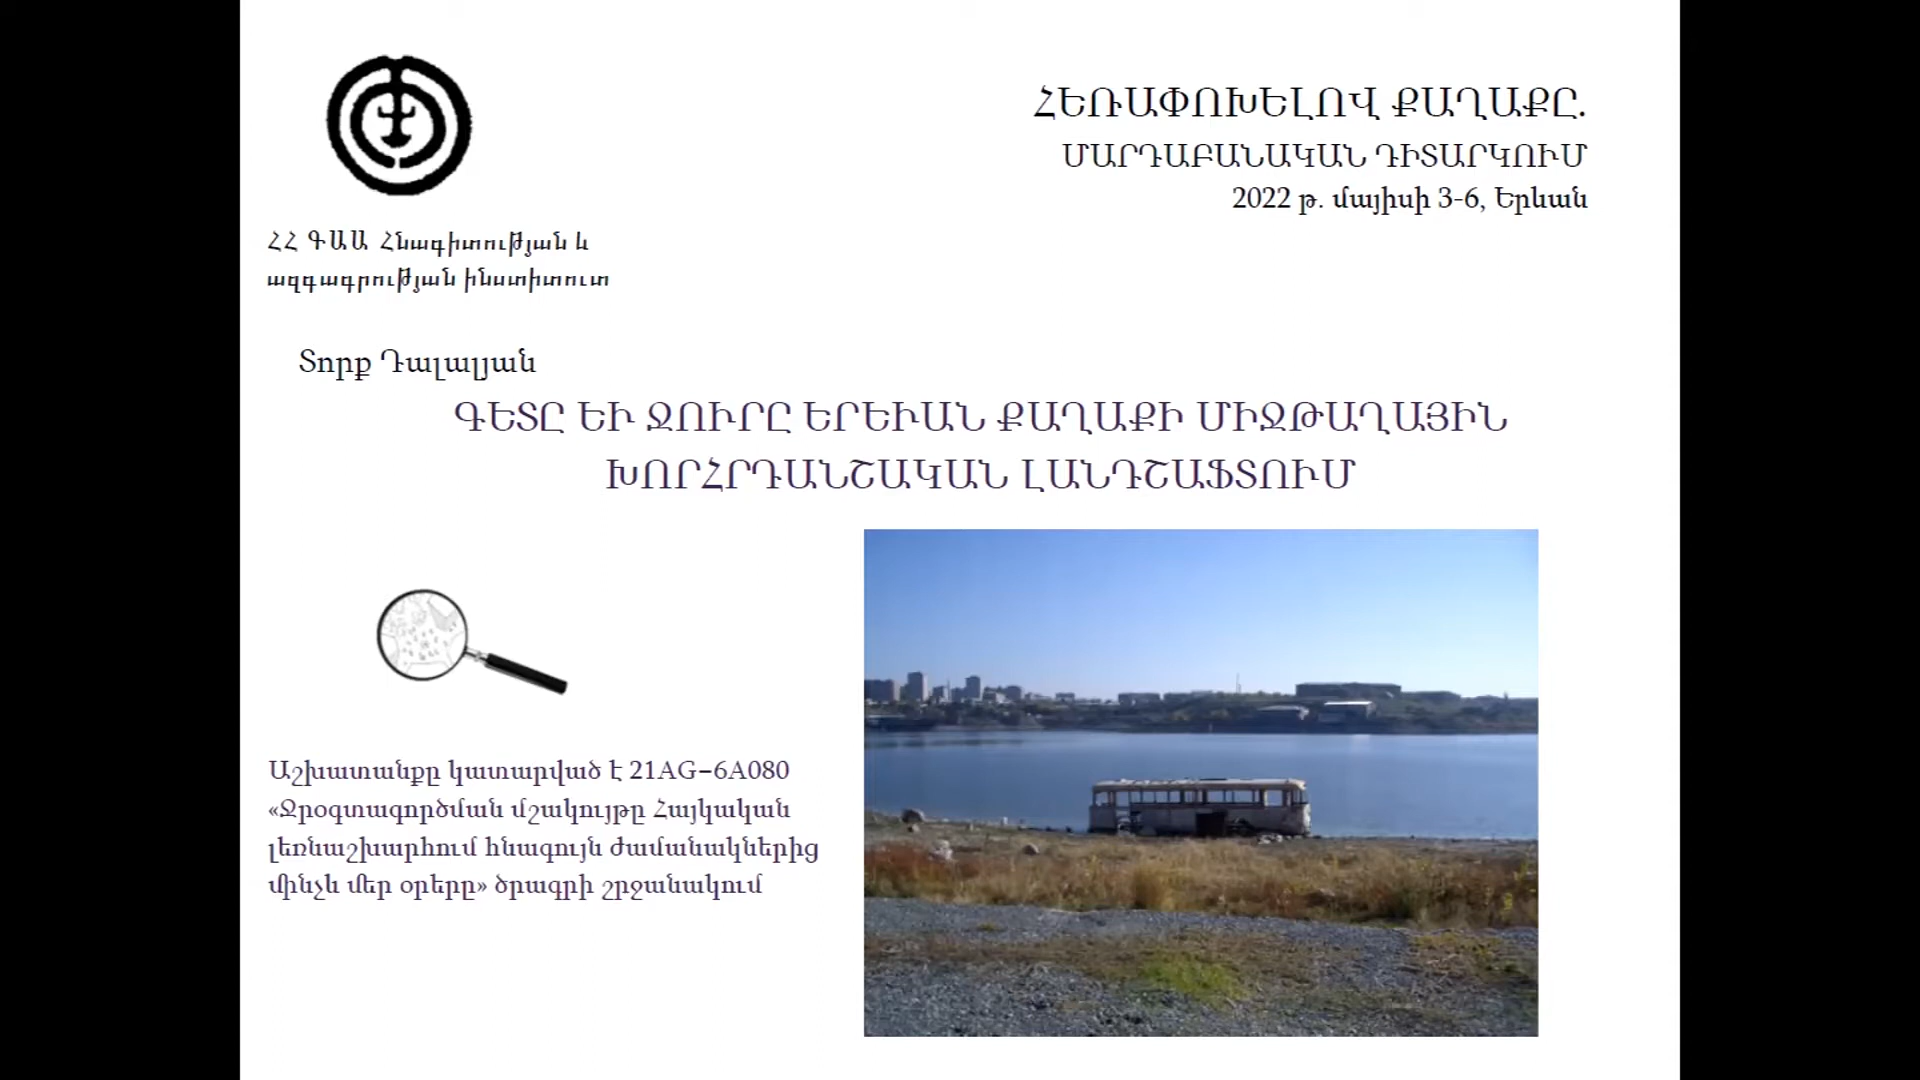 ՀԵՌԱՓՈԽԵԼՈՎ ՔԱՂԱՔԸ.
ՄԱՐԴԱԲԱՆԱԿԱՆ ԴԻՏԱՐԿՈՒՄ
2022 թ. մայիսի 3-6, Երևան
ՀՀ ԳԱԱ Հնագիտության և
ազգագրության ինստիտուտ
Տորք Դալալյան
ԳԵՏԸ ԵՒ ՋՈՒՐԸ ԵՐԵՒԱՆ ՔԱՂԱՔԻ ՄԻՋԹԱՂԱՅԻՆ
ԽՈՐՀՐԴԱՆՇԱԿԱՆ ԼԱՆԴՇԱՖՏՈՒՄ
Աշխատանքը կատարված է 21AG–6A080
«Ջրօգտագործման մշակույթը Հայկական
լեռնաշխարհում հնագույն ժամանակներից
մինչև մեր օրերը» ծրագրի շրջանակում